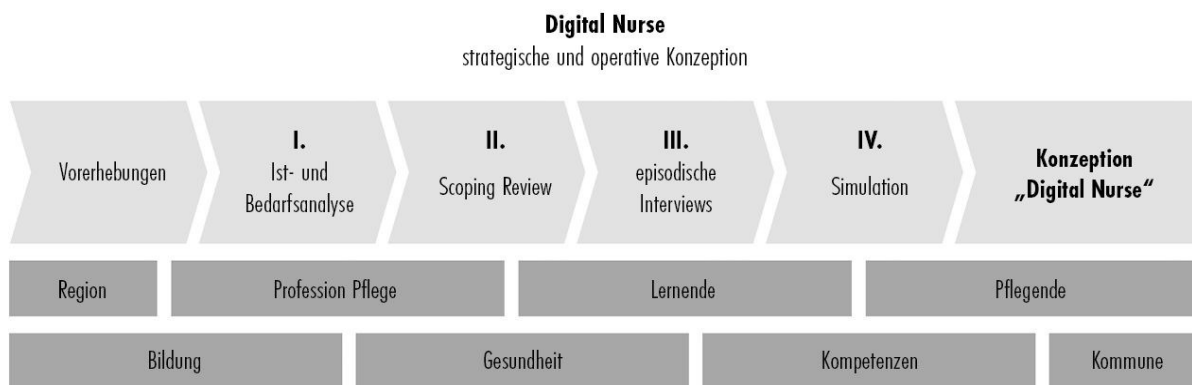 Digital Nurse
strategische und operative Konzeption
Vorerhebungen
I.
Ist- und
Bedarfsanalyse
II.
Scoping Review
III.
episodische
Interviews
IV.
Simulation
Konzeption
„Digital Nurse“
Region
Profession Pflege
Lernende
Pflegende
Bildung
Gesundheit
Kompetenzen
Kommune